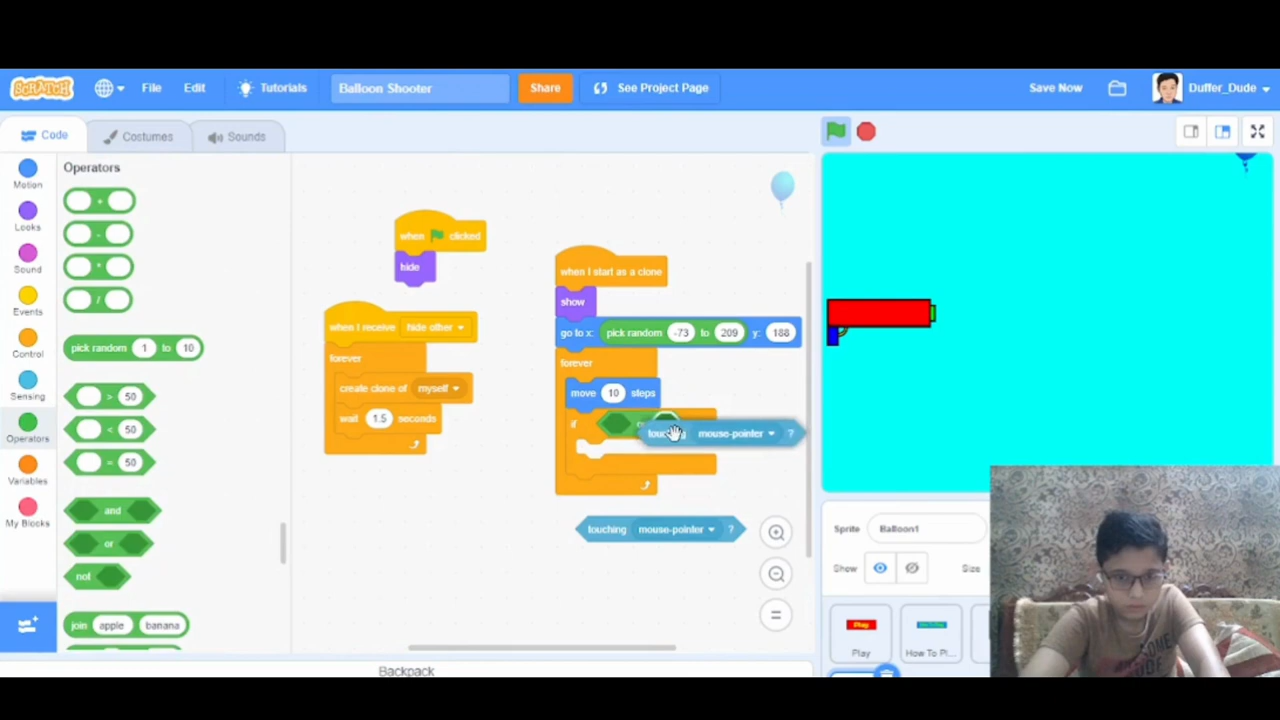 SCRATCH File Edit Tutorials Balloon Shooter Share See Project Page Save Now Duffer_Dude
Code Costumes Sounds
Motion
Looks
Sound
Events
Control
Sensing
Operators
Variables
My Blocks
Operators
+
-
*
/
pick random 1 to 10
> 50
< 50
= 50
and
or
not
join apple banana
when clicked
hide
when I receive hide other
forever
create clone of myself
wait 1.5 seconds
when I start as a clone
show
go to x: pick random -73 to 209 y: 188
forever
move 10 steps
if
mouse-pointer ?
touching mouse-pointer ?
Backpack
Sprite Balloon1
Show Size
Play
Play
How To Pl...